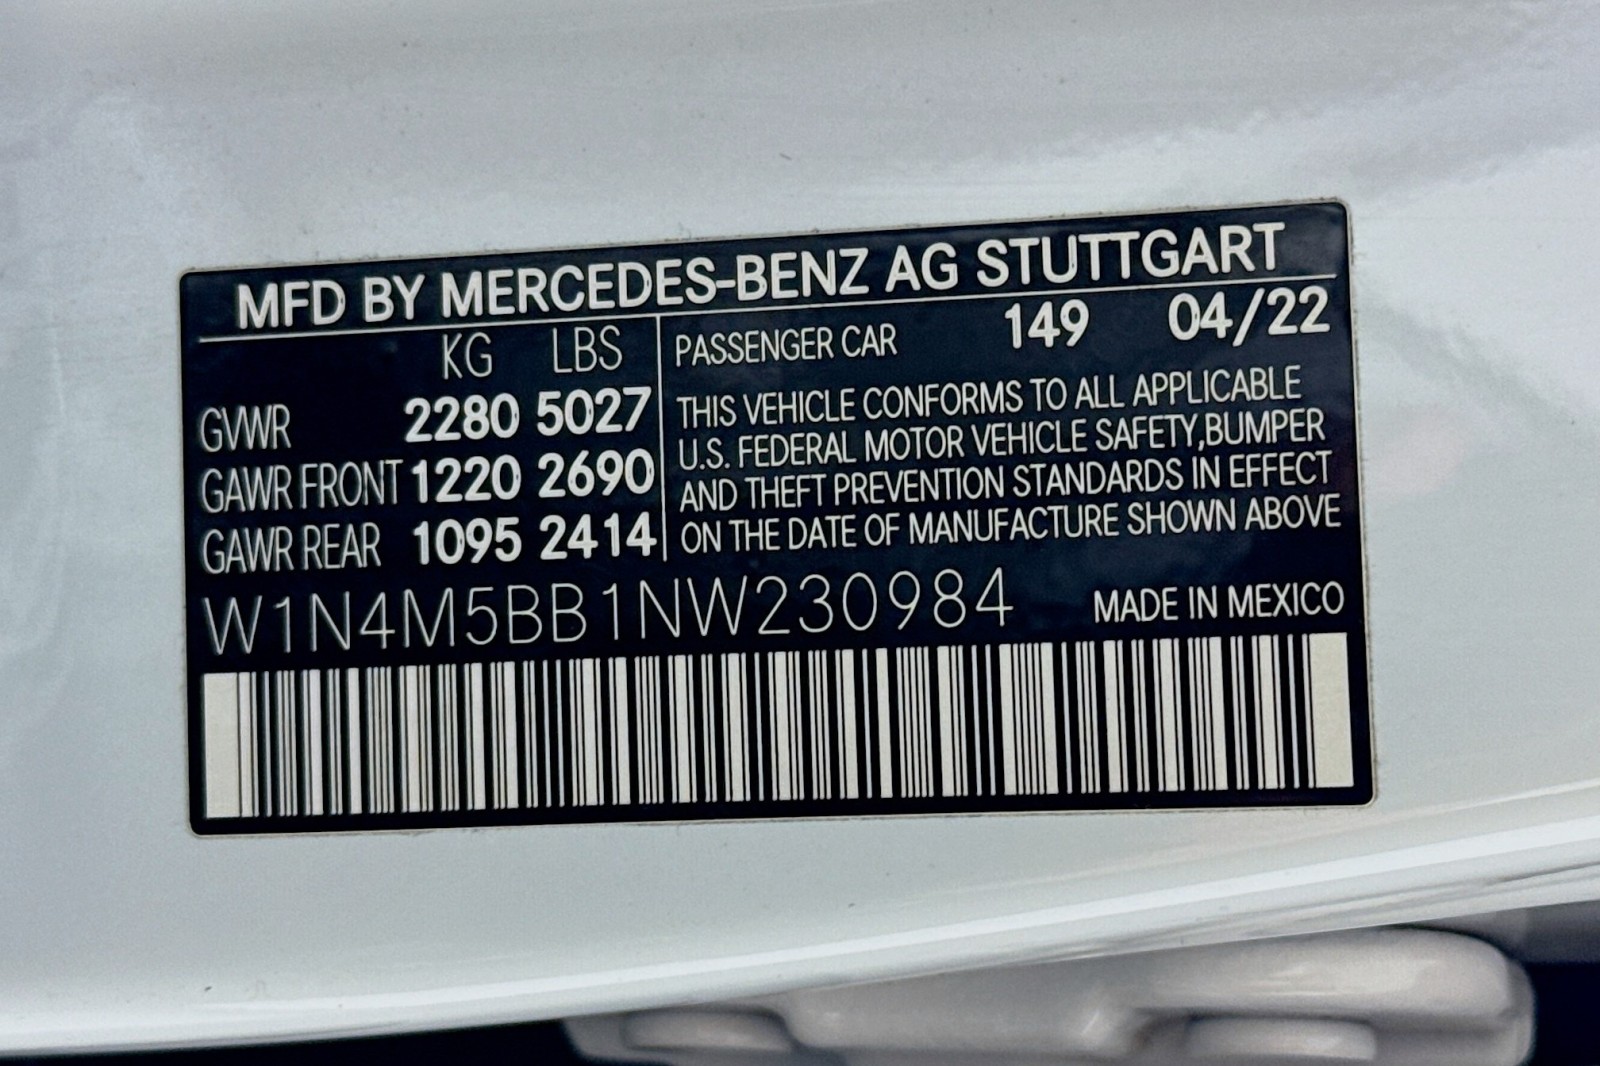 MFD BY MERCEDES-BENZ AG STUTTGART
KG LBS
GVWR 2280 5027
GAWR FRONT 1220 2690
GAWR REAR 1095 2414
PASSENGER CAR 149 04/22
THIS VEHICLE CONFORMS TO ALL APPLICABLE
U.S. FEDERAL MOTOR VEHICLE SAFETY,BUMPER
AND THEFT PREVENTION STANDARDS IN EFFECT
ON THE DATE OF MANUFACTURE SHOWN ABOVE
W1N4M5BB1NW230984 MADE IN MEXICO